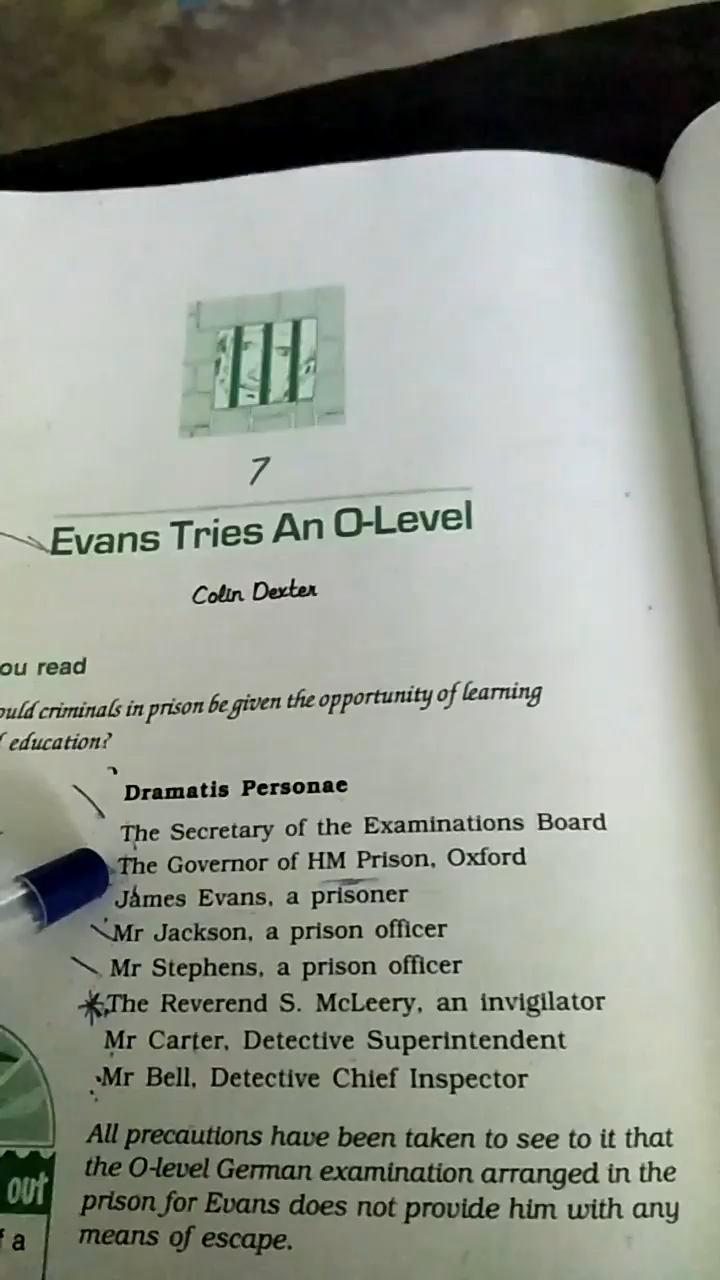 7
Evans Tries An O-Level
Colin Dexter
ou read
ould criminals in prison be given the opportunity of learning
education?
Dramatis Personae
The Secretary of the Examinations Board
The Governor of HM Prison, Oxford
James Evans, a prisoner
Mr Jackson, a prison officer
Mr Stephens, a prison officer
The Reverend S. McLeery, an invigilator
Mr Carter, Detective Superintendent
Mr Bell, Detective Chief Inspector
All precautions have been taken to see to it that
the O-level German examination arranged in the
prison for Evans does not provide him with any
means of escape.
out
f a